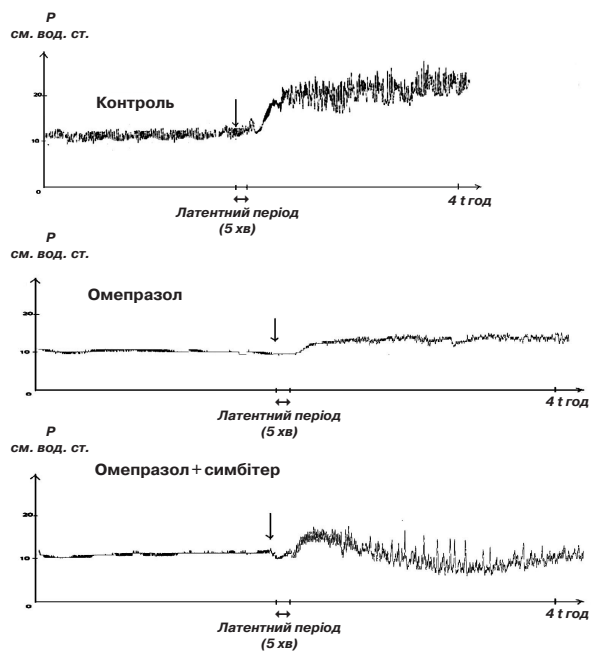 Р
см. вод. ст.
20
Контроль
10
0
Латентний період
(5 хв)
4 t год
Р
см. вод. ст.
Омепразол
20
10
0
Латентний період
(5 хв)
4 t год
Р
см. вод. ст.
Омепразол + симбітер
20
10
0
Латентний період
(5 хв)
4 t год